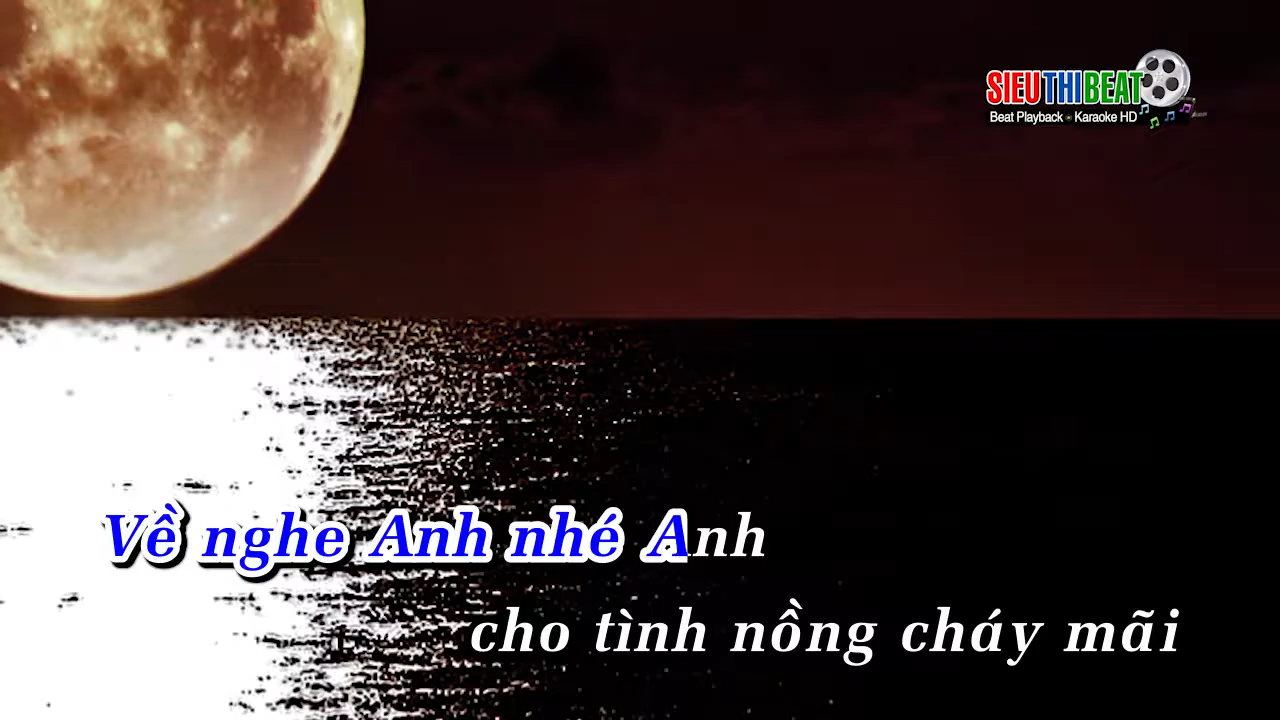 SIEUTHIBEAT
Beat Playback • Karaoke HD
Về nghe Anh nhé Anh
cho tình nồng cháy mãi